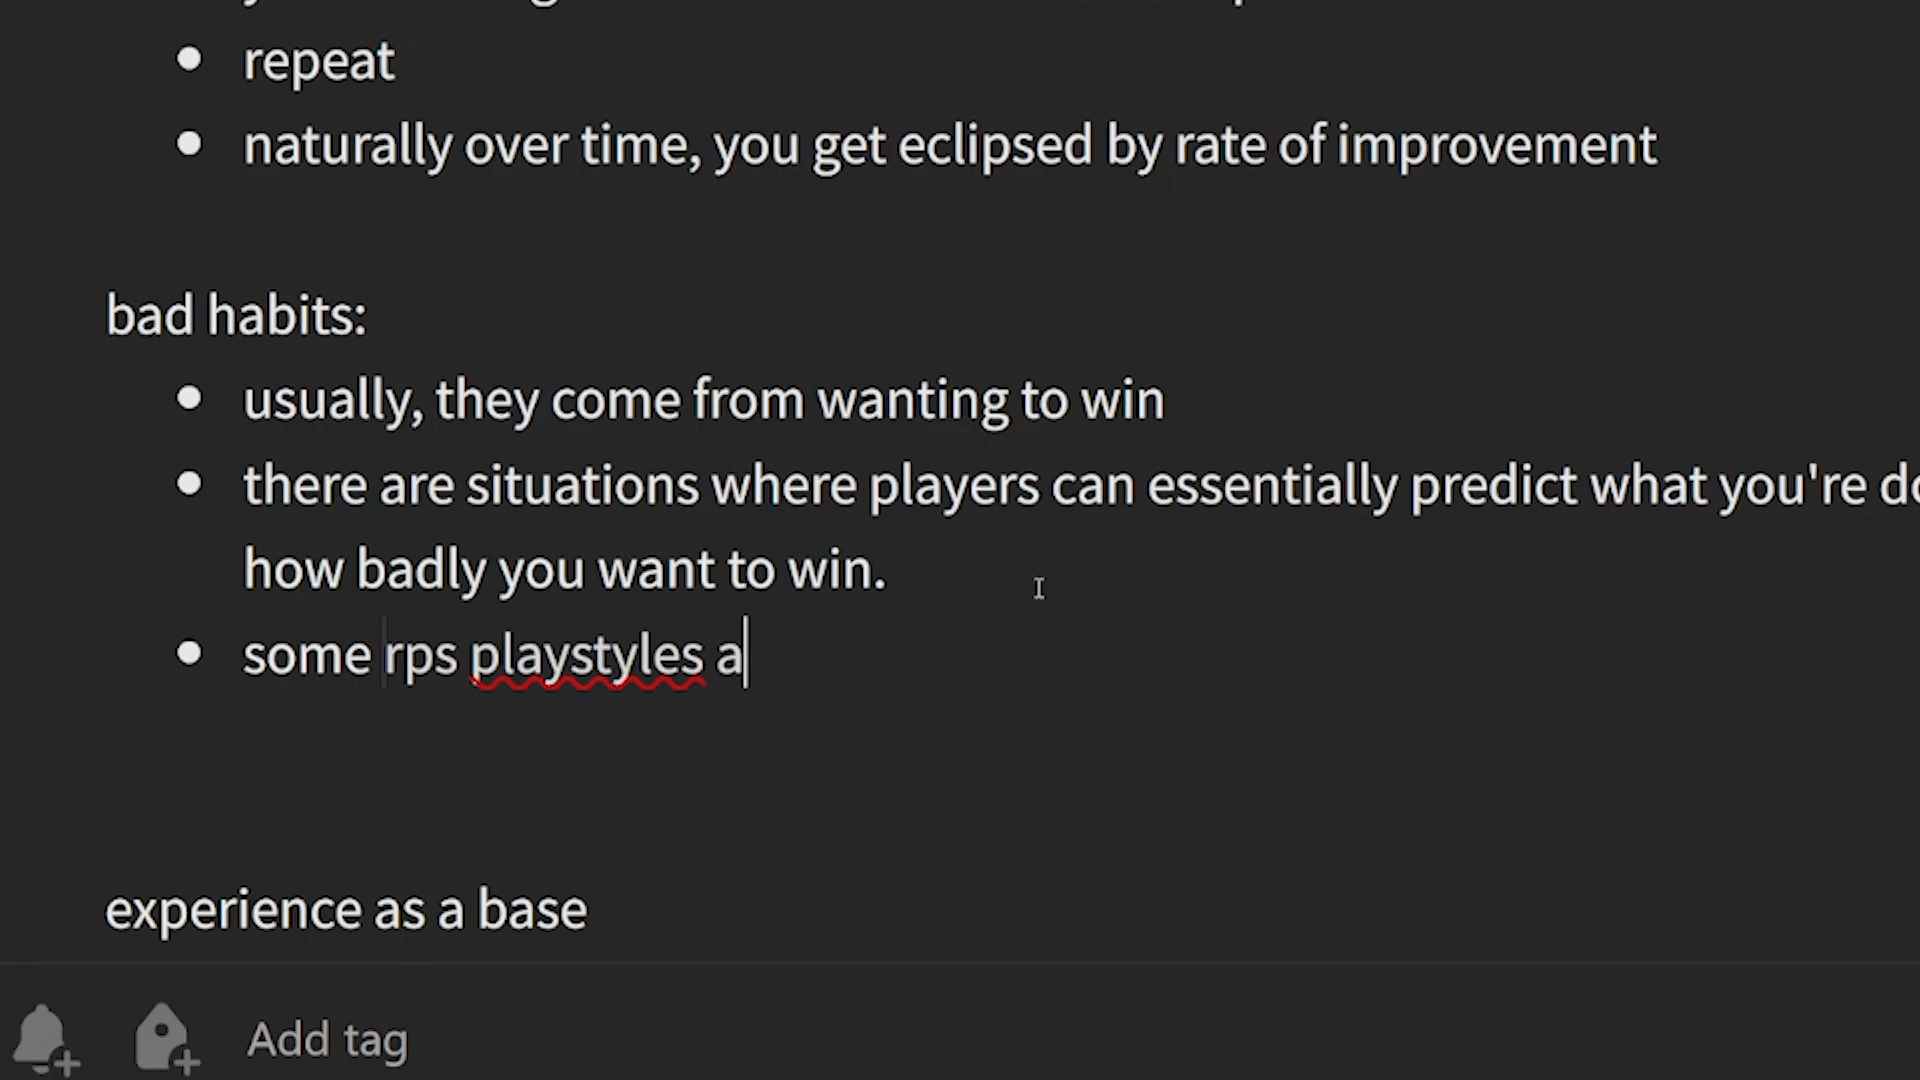 repeat
naturally over time, you get eclipsed by rate of improvement
bad habits:
usually, they come from wanting to win
there are situations where players can essentially predict what you're
how badly you want to win.
some rps playstyles a
experience as a base
Add tag